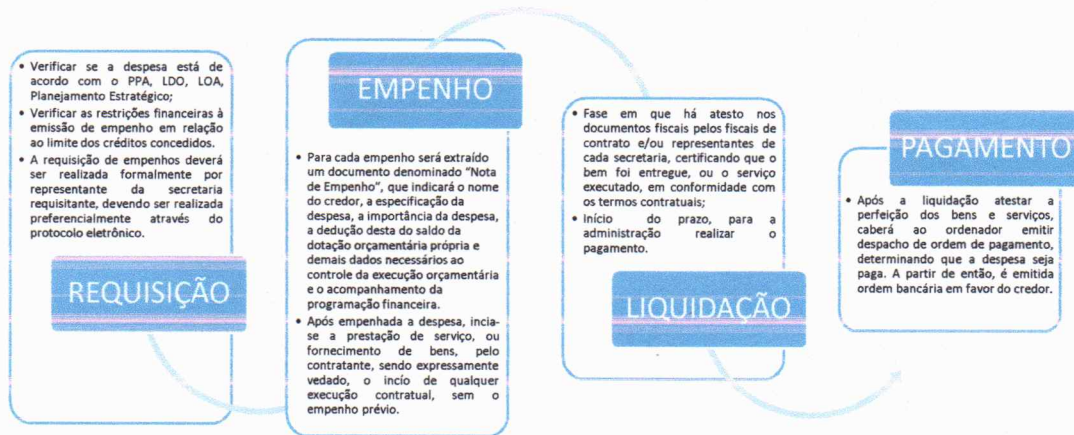 • Verificar se a despesa está de
acordo com o PPA, LDO, LOA,
Planejamento Estratégico;
• Verificar as restrições financeiras à
emissão de empenho em relação
ao limite dos créditos concedidos.
• A requisição de empenhos deverá
ser realizada formalmente por
representante da secretaria
requisitante, devendo ser realizada
preferencialmente através do
protocolo eletrônico.
REQUISIÇÃO
EMPENHO
• Para cada empenho será extraído
um documento denominado “Nota
de Empenho”, que indicará o nome
do credor, a especificação da
despesa, a importância da despesa,
a dedução desta do saldo da
dotação orçamentária própria e
demais dados necessários ao
controle da execução orçamentária
e o acompanhamento da
programação financeira.
• Após empenhada a despesa, incia-
se a prestação de serviço, ou
fornecimento de bens, pelo
contratante, sendo expressamente
vedado, o incío de qualquer
execução contratual, sem o
empenho prévio.
• Fase em que há atesto nos
documentos fiscais pelos fiscais de
contrato e/ou representantes de
cada secretaria, certificando que o
bem foi entregue, ou o serviço
executado, em conformidade com
os termos contratuais;
• Início do prazo, para a
administração realizar o
pagamento.
LIQUIDAÇÃO
PAGAMENTO
• Após a liquidação atestar a
perfeição dos bens e serviços,
caberá ao ordenador emitir
despacho de ordem de pagamento,
determinando que a despesa seja
paga. A partir de então, é emitida
ordem bancária em favor do credor.